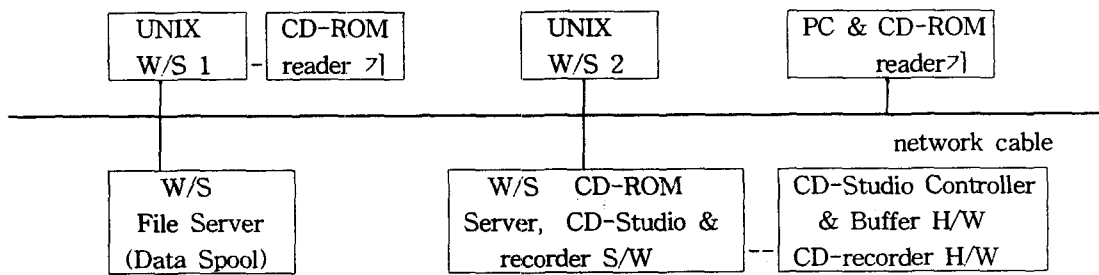 UNIX
W/S 1
CD-ROM
reader 기
UNIX
W/S 2
PC & CD-ROM
reader기
network cable
W/S
File Server
(Data Spool)
W/S CD-ROM
Server, CD-Studio &
recorder S/W
CD-Studio Controller
& Buffer H/W
CD-recorder H/W